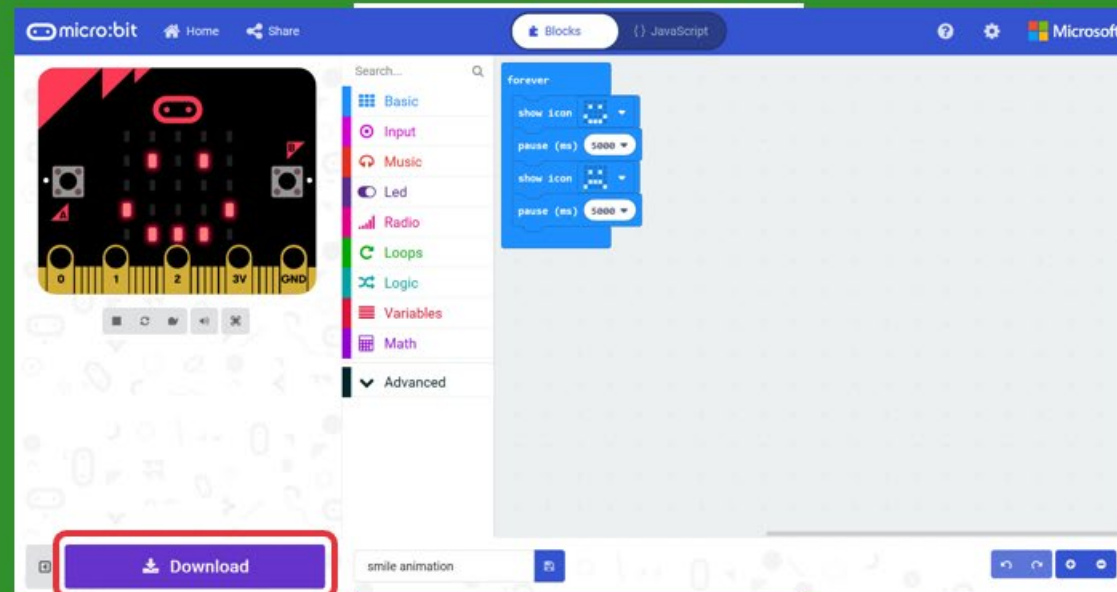 micro:bit Home Share Blocks {} JavaScript Microsoft
Search...
Basic
Input
Music
Led
Radio
Loops
Logic
Variables
Math
Advanced
forever
show icon
pause (ms) 5000
show icon
pause (ms) 5000
A
B
0 1 2 3V GND
Download
smile animation